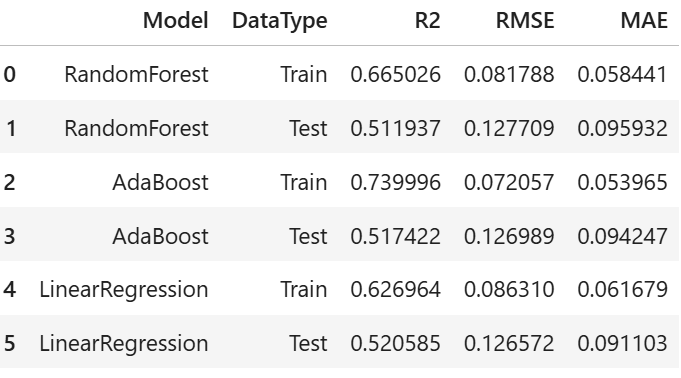 Model DataType R2 RMSE MAE
0 RandomForest Train 0.665026 0.081788 0.058441
1 RandomForest Test 0.511937 0.127709 0.095932
2 AdaBoost Train 0.739996 0.072057 0.053965
3 AdaBoost Test 0.517422 0.126989 0.094247
4 LinearRegression Train 0.626964 0.086310 0.061679
5 LinearRegression Test 0.520585 0.126572 0.091103